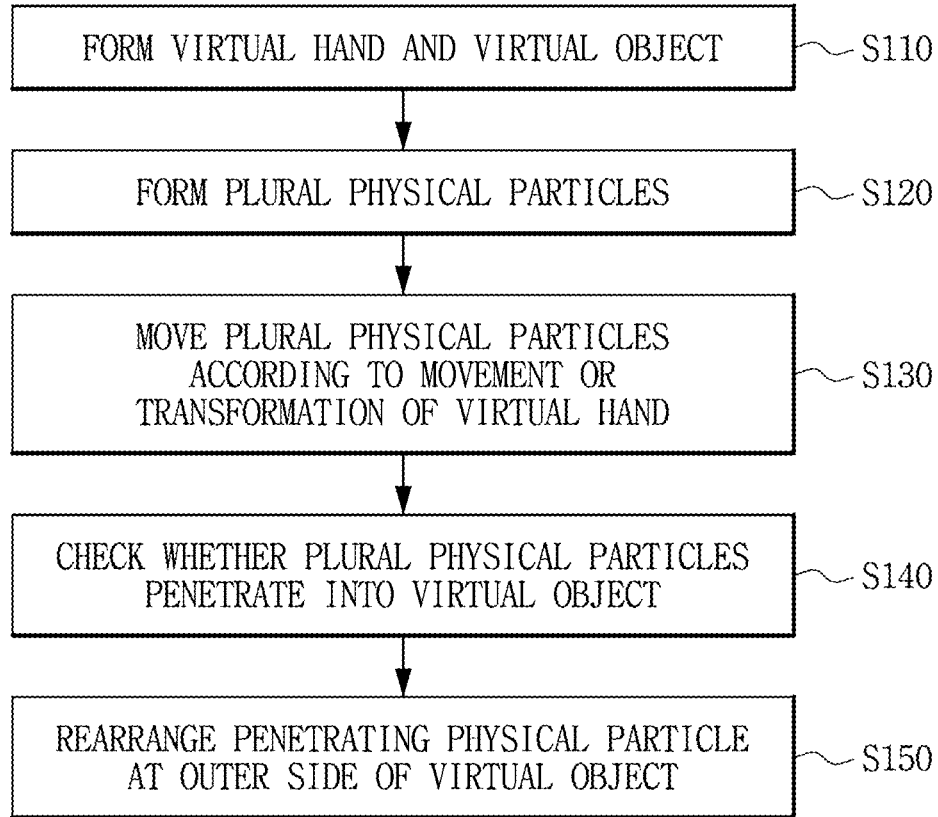 FORM VIRTUAL HAND AND VIRTUAL OBJECT
S110
FORM PLURAL PHYSICAL PARTICLES
S120
MOVE PLURAL PHYSICAL PARTICLES
ACCORDING TO MOVEMENT OR
TRANSFORMATION OF VIRTUAL HAND
S130
CHECK WHETHER PLURAL PHYSICAL PARTICLES
PENETRATE INTO VIRTUAL OBJECT
S140
REARRANGE PENETRATING PHYSICAL PARTICLE
AT OUTER SIDE OF VIRTUAL OBJECT
S150